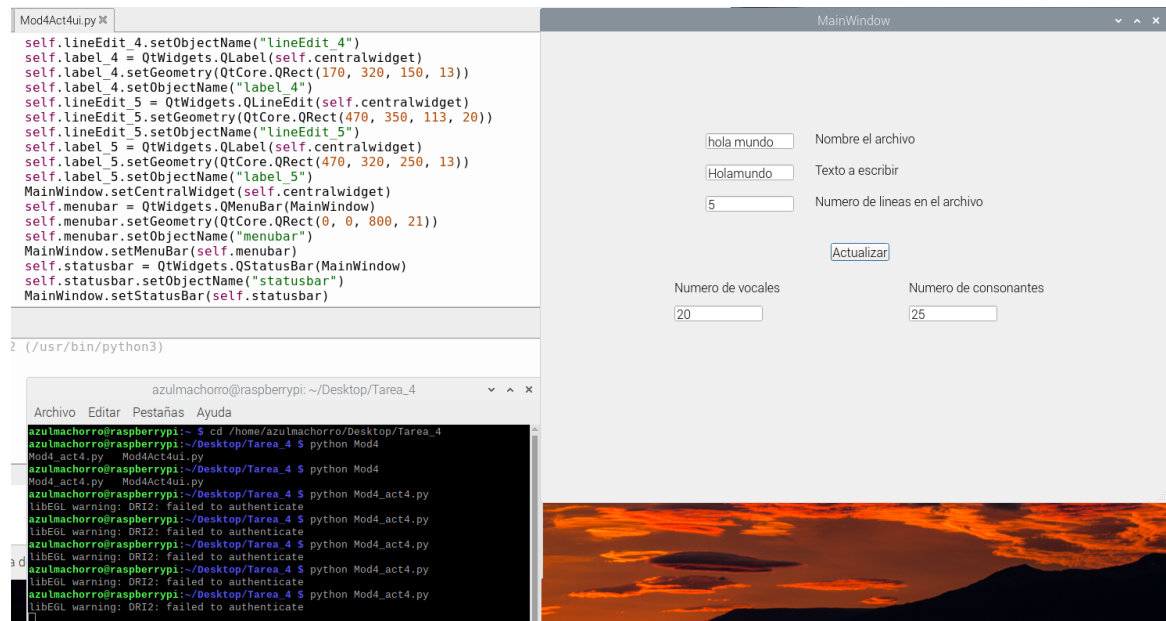 Mod4Act4ui.py
self.lineEdit_4.setObjectName("lineEdit_4")
self.label_4 = QtWidgets.QLabel(self.centralwidget)
self.label_4.setGeometry(QtCore.QRect(170, 320, 150, 13))
self.label_4.setObjectName("label_4")
self.lineEdit_5 = QtWidgets.QLineEdit(self.centralwidget)
self.lineEdit_5.setGeometry(QtCore.QRect(470, 350, 113, 20))
self.lineEdit_5.setObjectName("lineEdit_5")
self.label_5 = QtWidgets.QLabel(self.centralwidget)
self.label_5.setGeometry(QtCore.QRect(470, 320, 250, 13))
self.label_5.setObjectName("label_5")
MainWindow.setCentralWidget(self.centralwidget)
self.menubar = QtWidgets.QMenuBar(MainWindow)
self.menubar.setGeometry(QtCore.QRect(0, 0, 800, 21))
self.menubar.setObjectName("menubar")
MainWindow.setMenuBar(self.menubar)
self.statusbar = QtWidgets.QStatusBar(MainWindow)
self.statusbar.setObjectName("statusbar")
MainWindow.setStatusBar(self.statusbar)
2 (/usr/bin/python3)
azulmachorro@raspberrypi: ~/Desktop/Tarea_4
Archivo Editar Pestañas Ayuda
azulmachorro@raspberrypi:~ $ cd /home/azulmachorro/Desktop/Tarea_4
azulmachorro@raspberrypi:~/Desktop/Tarea_4 $ python Mod4
Mod4_act4.py Mod4Act4ui.py
azulmachorro@raspberrypi:~/Desktop/Tarea_4 $ python Mod4
Mod4_act4.py Mod4Act4ui.py
azulmachorro@raspberrypi:~/Desktop/Tarea_4 $ python Mod4_act4.py
libEGL warning: DRI2: failed to authenticate
azulmachorro@raspberrypi:~/Desktop/Tarea_4 $ python Mod4_act4.py
libEGL warning: DRI2: failed to authenticate
azulmachorro@raspberrypi:~/Desktop/Tarea_4 $ python Mod4_act4.py
libEGL warning: DRI2: failed to authenticate
azulmachorro@raspberrypi:~/Desktop/Tarea_4 $ python Mod4_act4.py
libEGL warning: DRI2: failed to authenticate
azulmachorro@raspberrypi:~/Desktop/Tarea_4 $ python Mod4_act4.py
libEGL warning: DRI2: failed to authenticate
a d
MainWindow
hola mundo Nombre el archivo
Holamundo Texto a escribir
5 Numero de lineas en el archivo
Actualizar
Numero de vocales Numero de consonantes
20 25